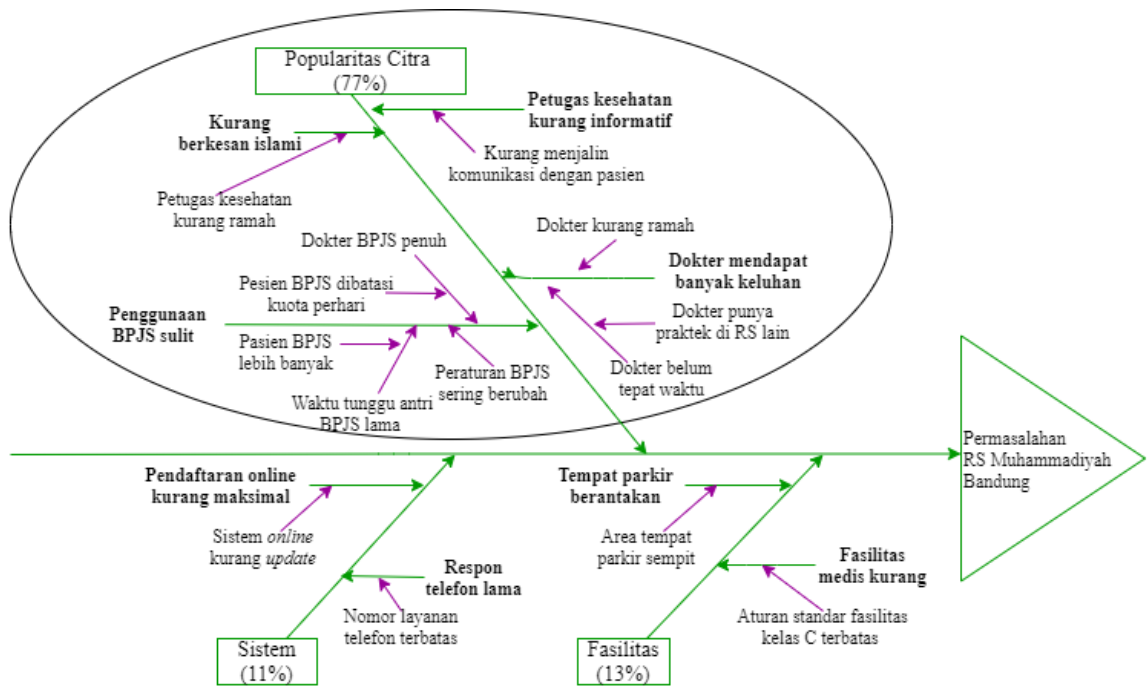 Popularitas Citra
(77%)
Petugas kesehatan
kurang informatif
Kurang
berkesan islami
Kurang menjalin
komunikasi dengan pasien
Petugas kesehatan
kurang ramah
Dokter kurang ramah
Dokter BPJS penuh
Dokter mendapat
banyak keluhan
Pesien BPJS dibatasi
kuota perhari
Penggunaan
BPJS sulit
Dokter punya
praktek di RS lain
Pasien BPJS
lebih banyak
Peraturan BPJS
sering berubah
Dokter belum
tepat waktu
Waktu tunggu antri
BPJS lama
Permasalahan
RS Muhammadiyah
Bandung
Pendaftaran online
kurang maksimal
Tempat parkir
berantakan
Sistem online
kurang update
Area tempat
parkir sempit
Respon
telefon lama
Fasilitas
medis kurang
Nomor layanan
telefon terbatas
Aturan standar fasilitas
kelas C terbatas
Sistem
(11%)
Fasilitas
(13%)